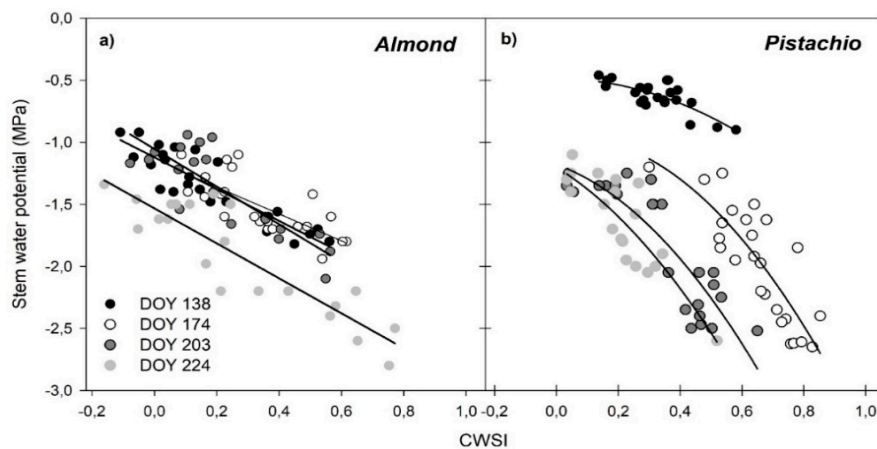 0,0
a)
Almond
b)
Pistachio
-0,5
-1,0
-1,5
-2,0
-2,5
-3,0
Stem water potential (MPa)
DOY 138
DOY 174
DOY 203
DOY 224
-0,2 0,0 0,2 0,4 0,6 0,8 1,0 -0,2 0,0 0,2 0,4 0,6 0,8 1,0
CWSI